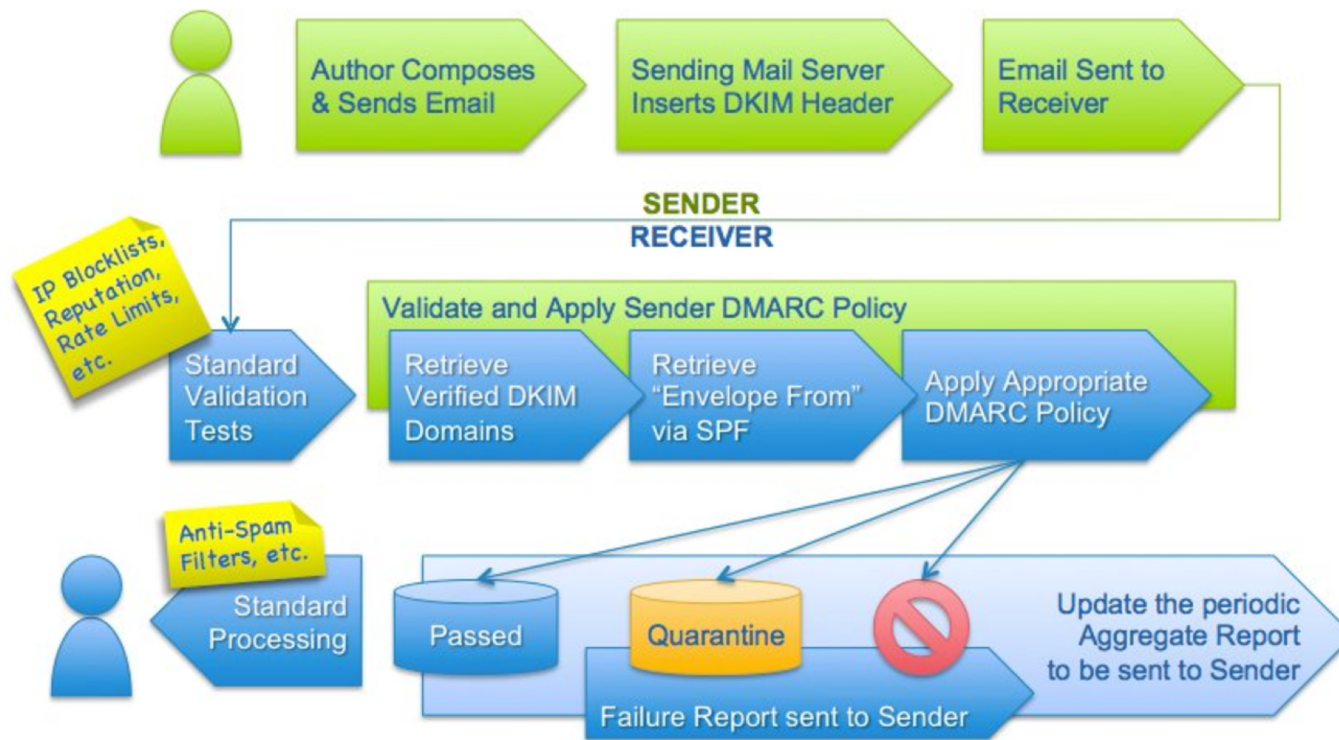 Author Composes
& Sends Email
Sending Mail Server
Inserts DKIM Header
Email Sent to
Receiver
SENDER
RECEIVER
IP Blocklists,
Reputation,
Rate Limits,
etc.
Validate and Apply Sender DMARC Policy
Standard
Validation
Tests
Retrieve
Verified DKIM
Domains
Retrieve
“Envelope From”
via SPF
Apply Appropriate
DMARC Policy
Anti-Spam
Filters, etc.
Standard
Processing
Passed
Quarantine
Update the periodic
Aggregate Report
to be sent to Sender
Failure Report sent to Sender